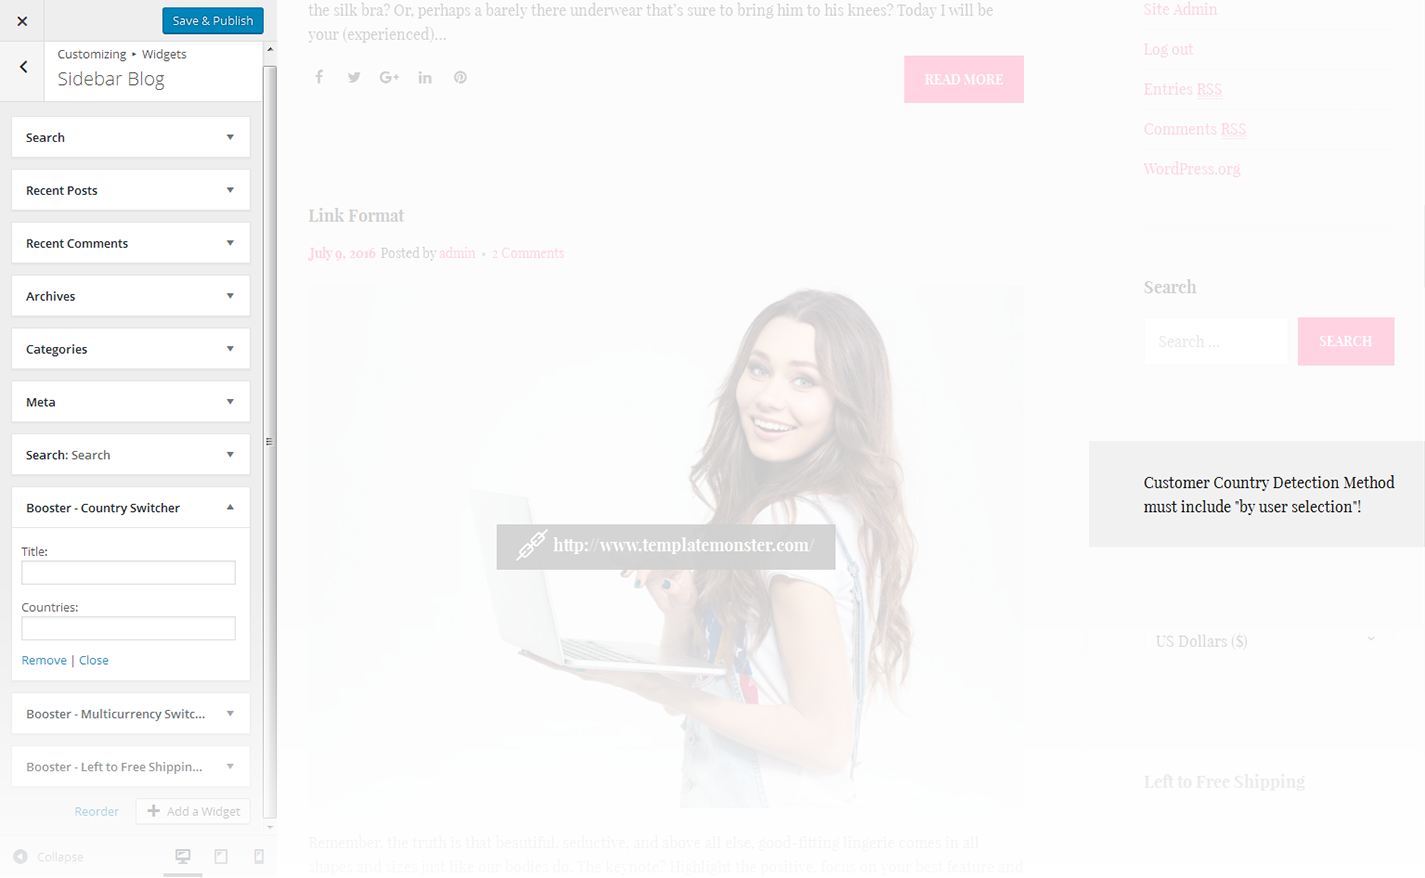 Save & Publish
Customizing ▸ Widgets
Sidebar Blog
Search
Recent Posts
Recent Comments
Archives
Categories
Meta
Search: Search
Booster - Country Switcher
Title:
Countries:
Remove | Close
Booster - Multicurrency Switc...
Booster - Left to Free Shippin...
Reorder
Add a Widget
Collapse
the silk bra? Or, perhaps a barely there underwear that's sure to bring him to his knees? Today I will be
your (experienced)...
READ MORE
Link Format
July 9, 2016 Posted by admin • 2 Comments
http://www.templatemonster.com/
Remember, the truth is that beautiful, seductive, and above all else, good-fitting lingerie comes in all
shapes and sizes just like our bodies do. The keynote? Highlight the positive, focus on your best feature and
Site Admin
Log out
Entries RSS
Comments RSS
WordPress.org
Search
Search ...
SEARCH
Customer Country Detection Method
must include "by user selection"!
US Dollars ($)
Left to Free Shipping